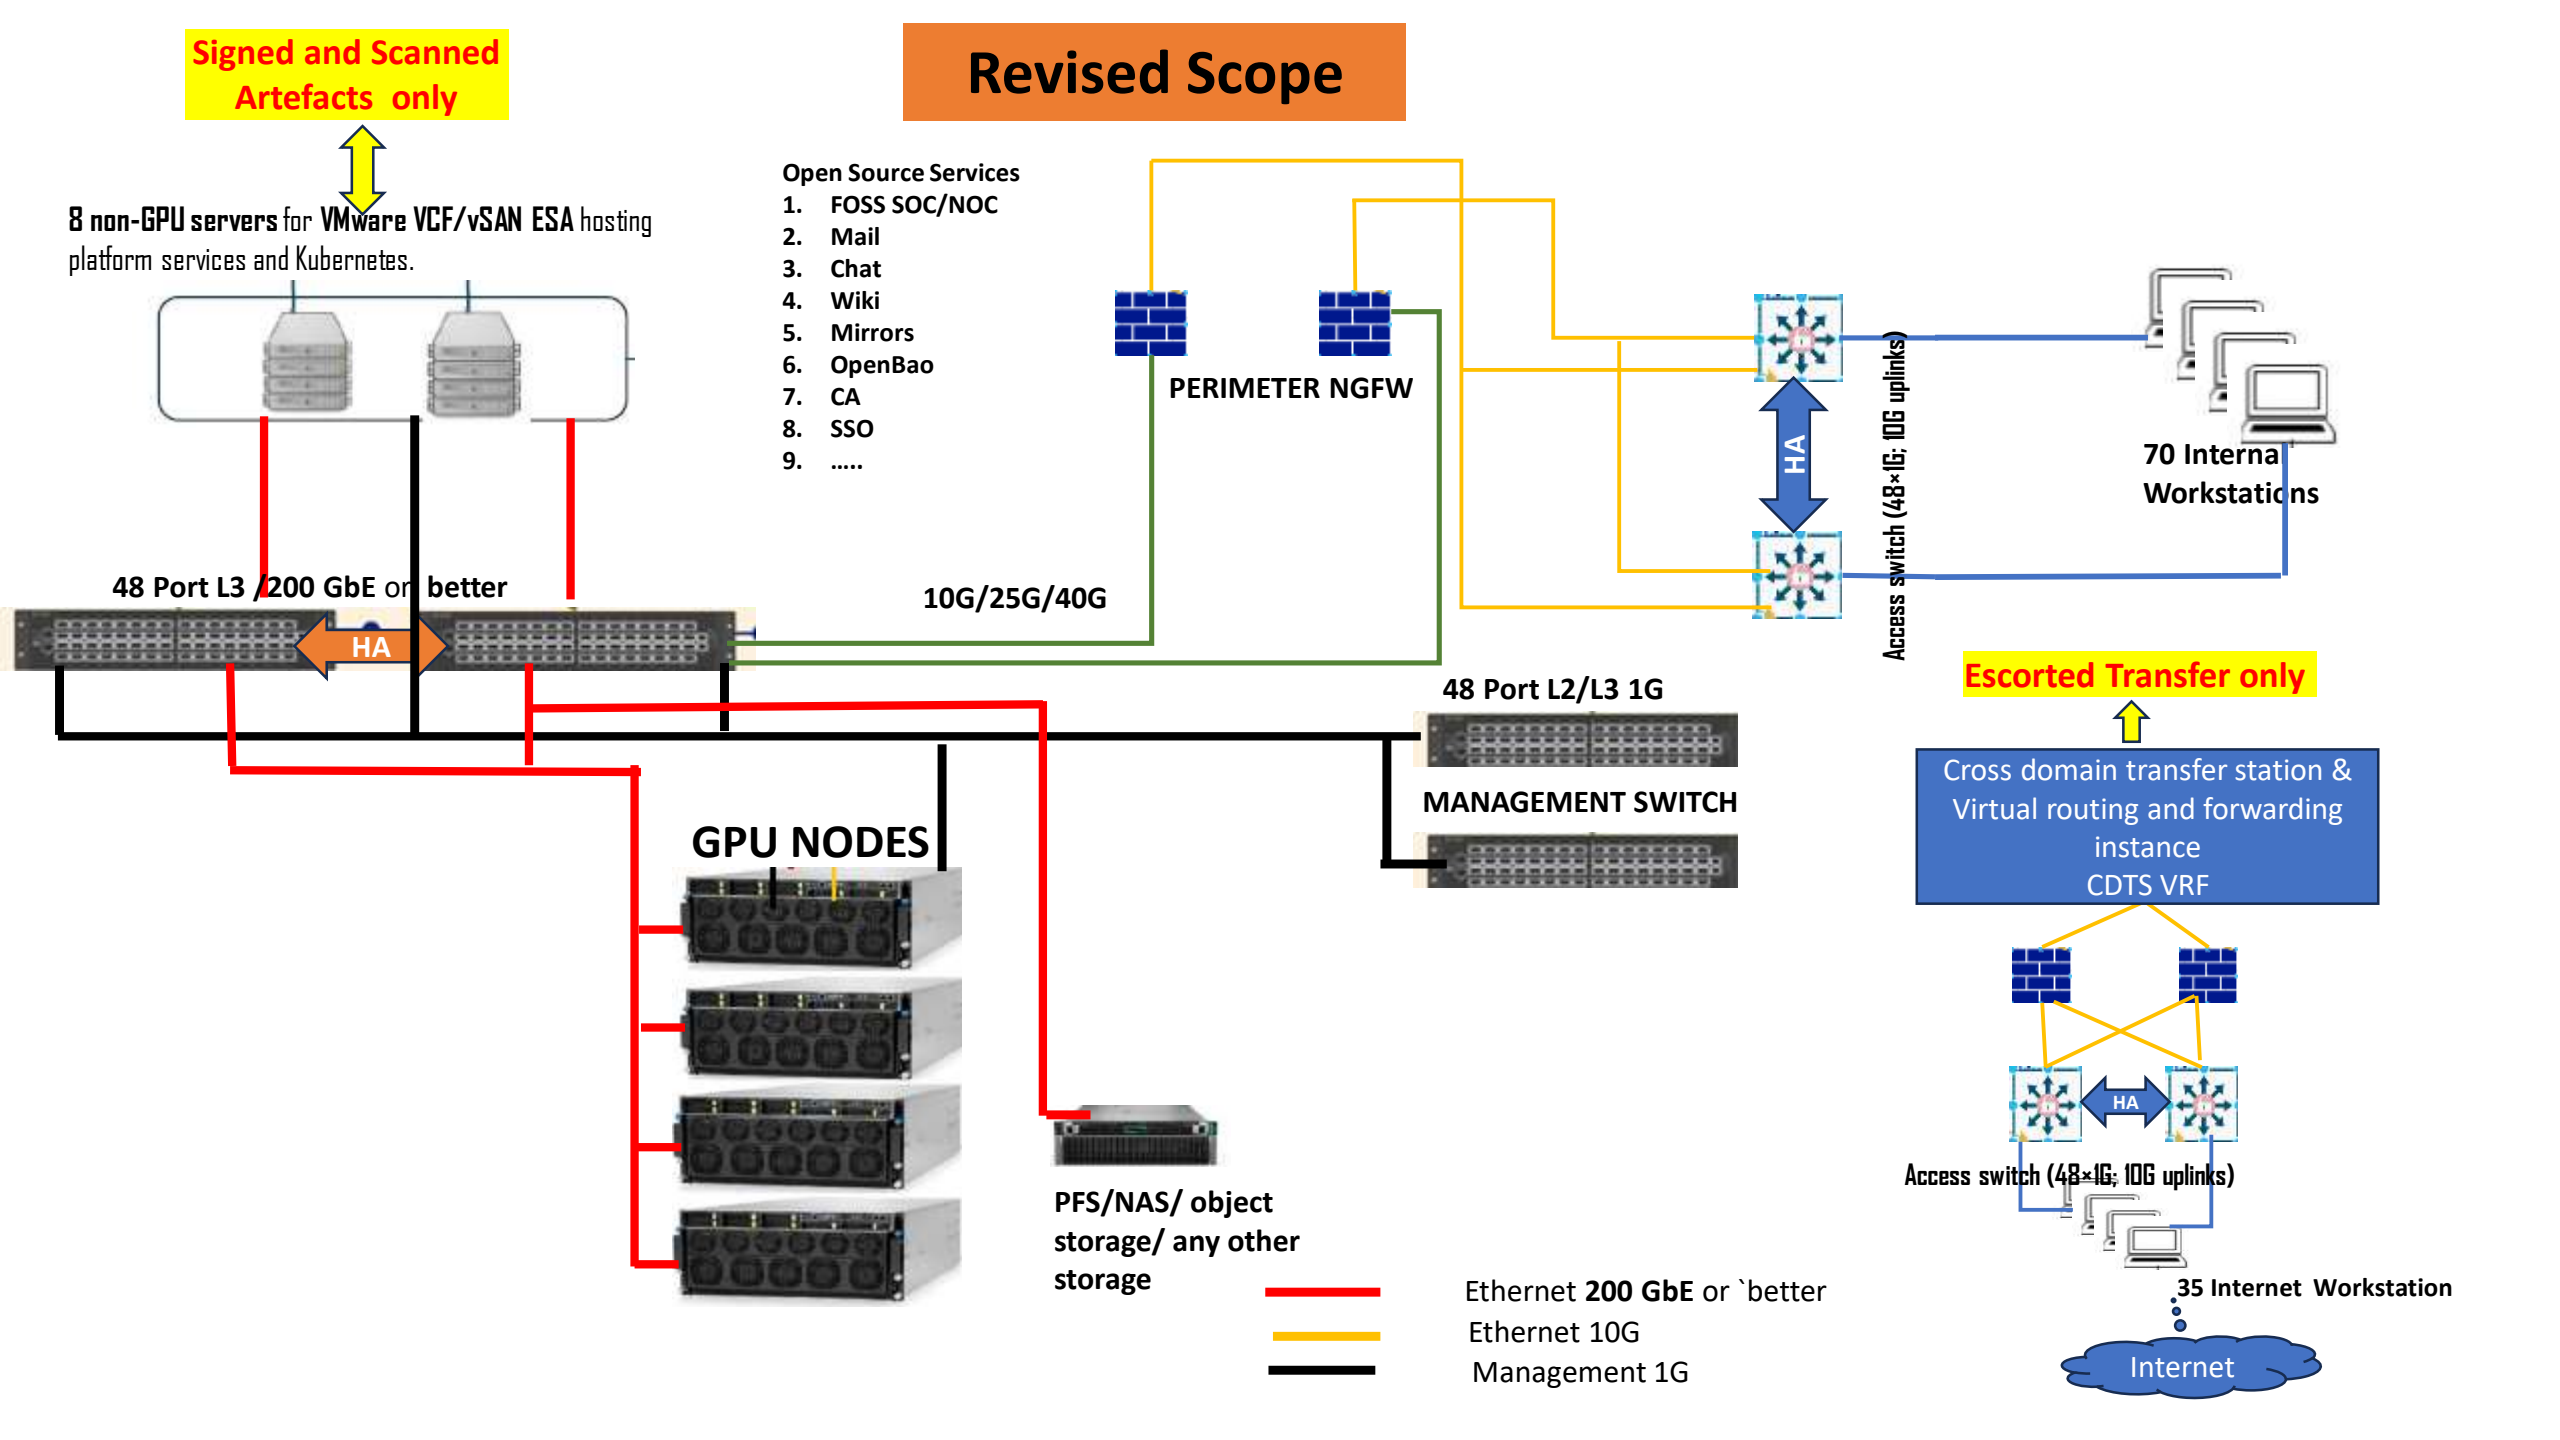 Signed and Scanned
Artefacts only
Revised Scope
8 non-GPU servers for VMware VCF/vSAN ESA hosting
platform services and Kubernetes.
Open Source Services
1. FOSS SOC/NOC
2. Mail
3. Chat
4. Wiki
5. Mirrors
6. OpenBao
7. CA
8. SSO
9. .....
PERIMETER NGFW
HA
Access switch (48×1G; 10G uplinks)
70 Internal
Workstations
48 Port L3 /200 GbE or better
HA
10G/25G/40G
48 Port L2/L3 1G
MANAGEMENT SWITCH
Escorted Transfer only
Cross domain transfer station &
Virtual routing and forwarding
instance
CDTS VRF
GPU NODES
HA
Access switch (48×1G; 10G uplinks)
35 Internet Workstation
Internet
PFS/NAS/ object
storage/ any other
storage
Ethernet 200 GbE or `better
Ethernet 10G
Management 1G